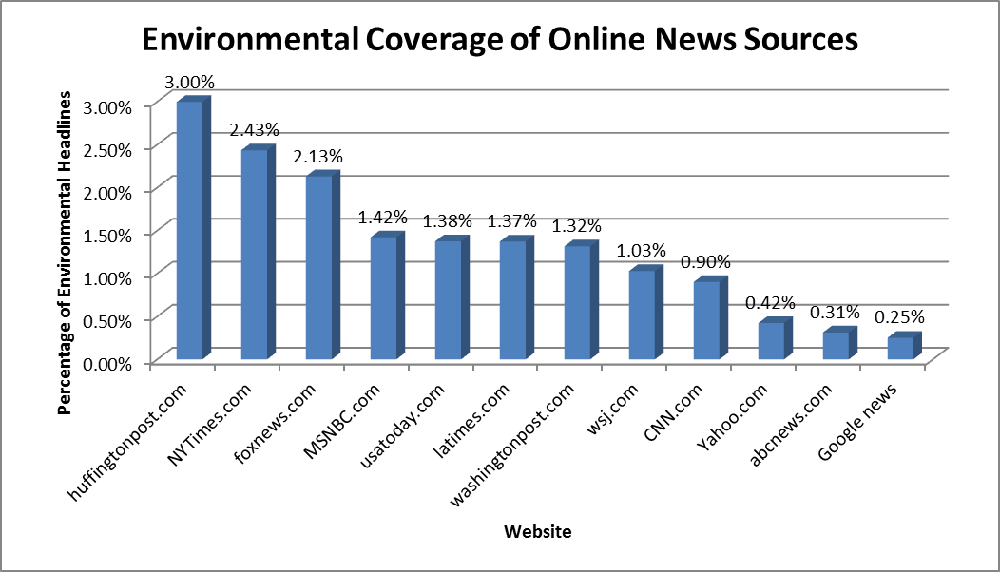 Environmental Coverage of Online News Sources
Percentage of Environmental Headlines
3.00%
2.50%
2.00%
1.50%
1.00%
0.50%
0.00%
3.00%
2.43%
2.13%
1.42%
1.38%
1.37%
1.32%
1.03%
0.90%
0.42%
0.31%
0.25%
huffingtonpost.com
NYTimes.com
foxnews.com
MSNBC.com
usatoday.com
latimes.com
washingtonpost.com
wsj.com
CNN.com
Yahoo.com
abcnews.com
Google news
Website